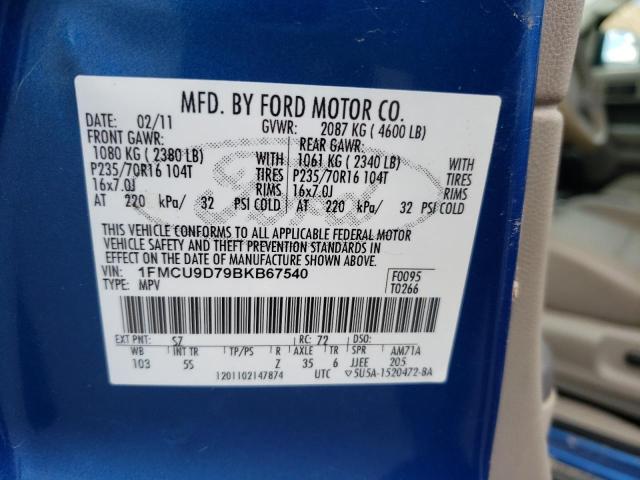 MFD. BY FORD MOTOR CO.
DATE: 02/11 GVWR: 2087 KG ( 4600 LB)
FRONT GAWR: REAR GAWR:
1080 KG ( 2380 LB) WITH 1061 KG ( 2340 LB) WITH
P235/70R16 104T TIRES P235/70R16 104T TIRES
16x7.0J RIMS 16x7.0J RIMS
AT 220 kPa/ 32 PSI COLD AT 220 kPa/ 32 PSI COLD
Ford
THIS VEHICLE CONFORMS TO ALL APPLICABLE FEDERAL MOTOR
VEHICLE SAFETY AND THEFT PREVENTION STANDARDS IN
EFFECT ON THE DATE OF MANUFACTURE SHOWN ABOVE.
VIN: 1FMCU9D79BKB67540 F0095
TYPE: MPV T0266
EXT PNT: SZ RC: 72 DSO:
WB INT TR TP/PS R AXLE TR SPR AM71A
103 5S Z 35 6 JJEE 205
1201102147874 UTC ▽5U5A-1520472-BA